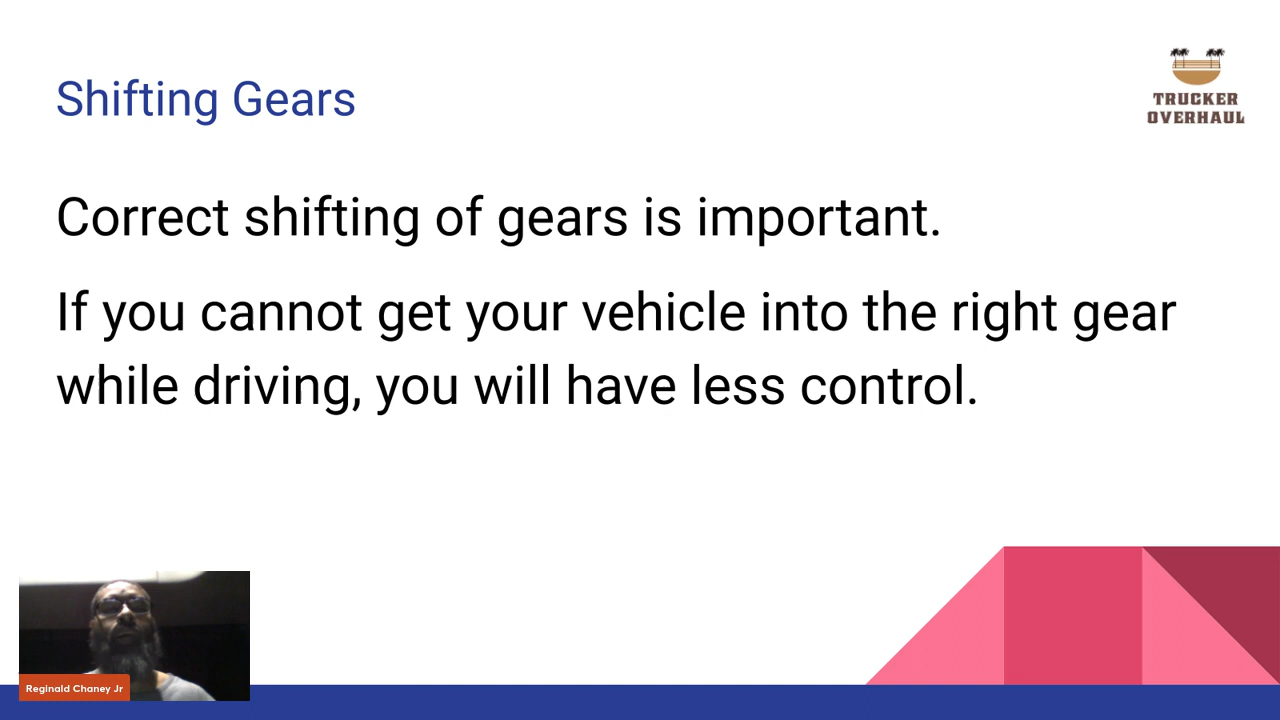 Shifting Gears
TRUCKER
OVERHAUL
Correct shifting of gears is important.
If you cannot get your vehicle into the right gear
while driving, you will have less control.
Reginald Chaney Jr